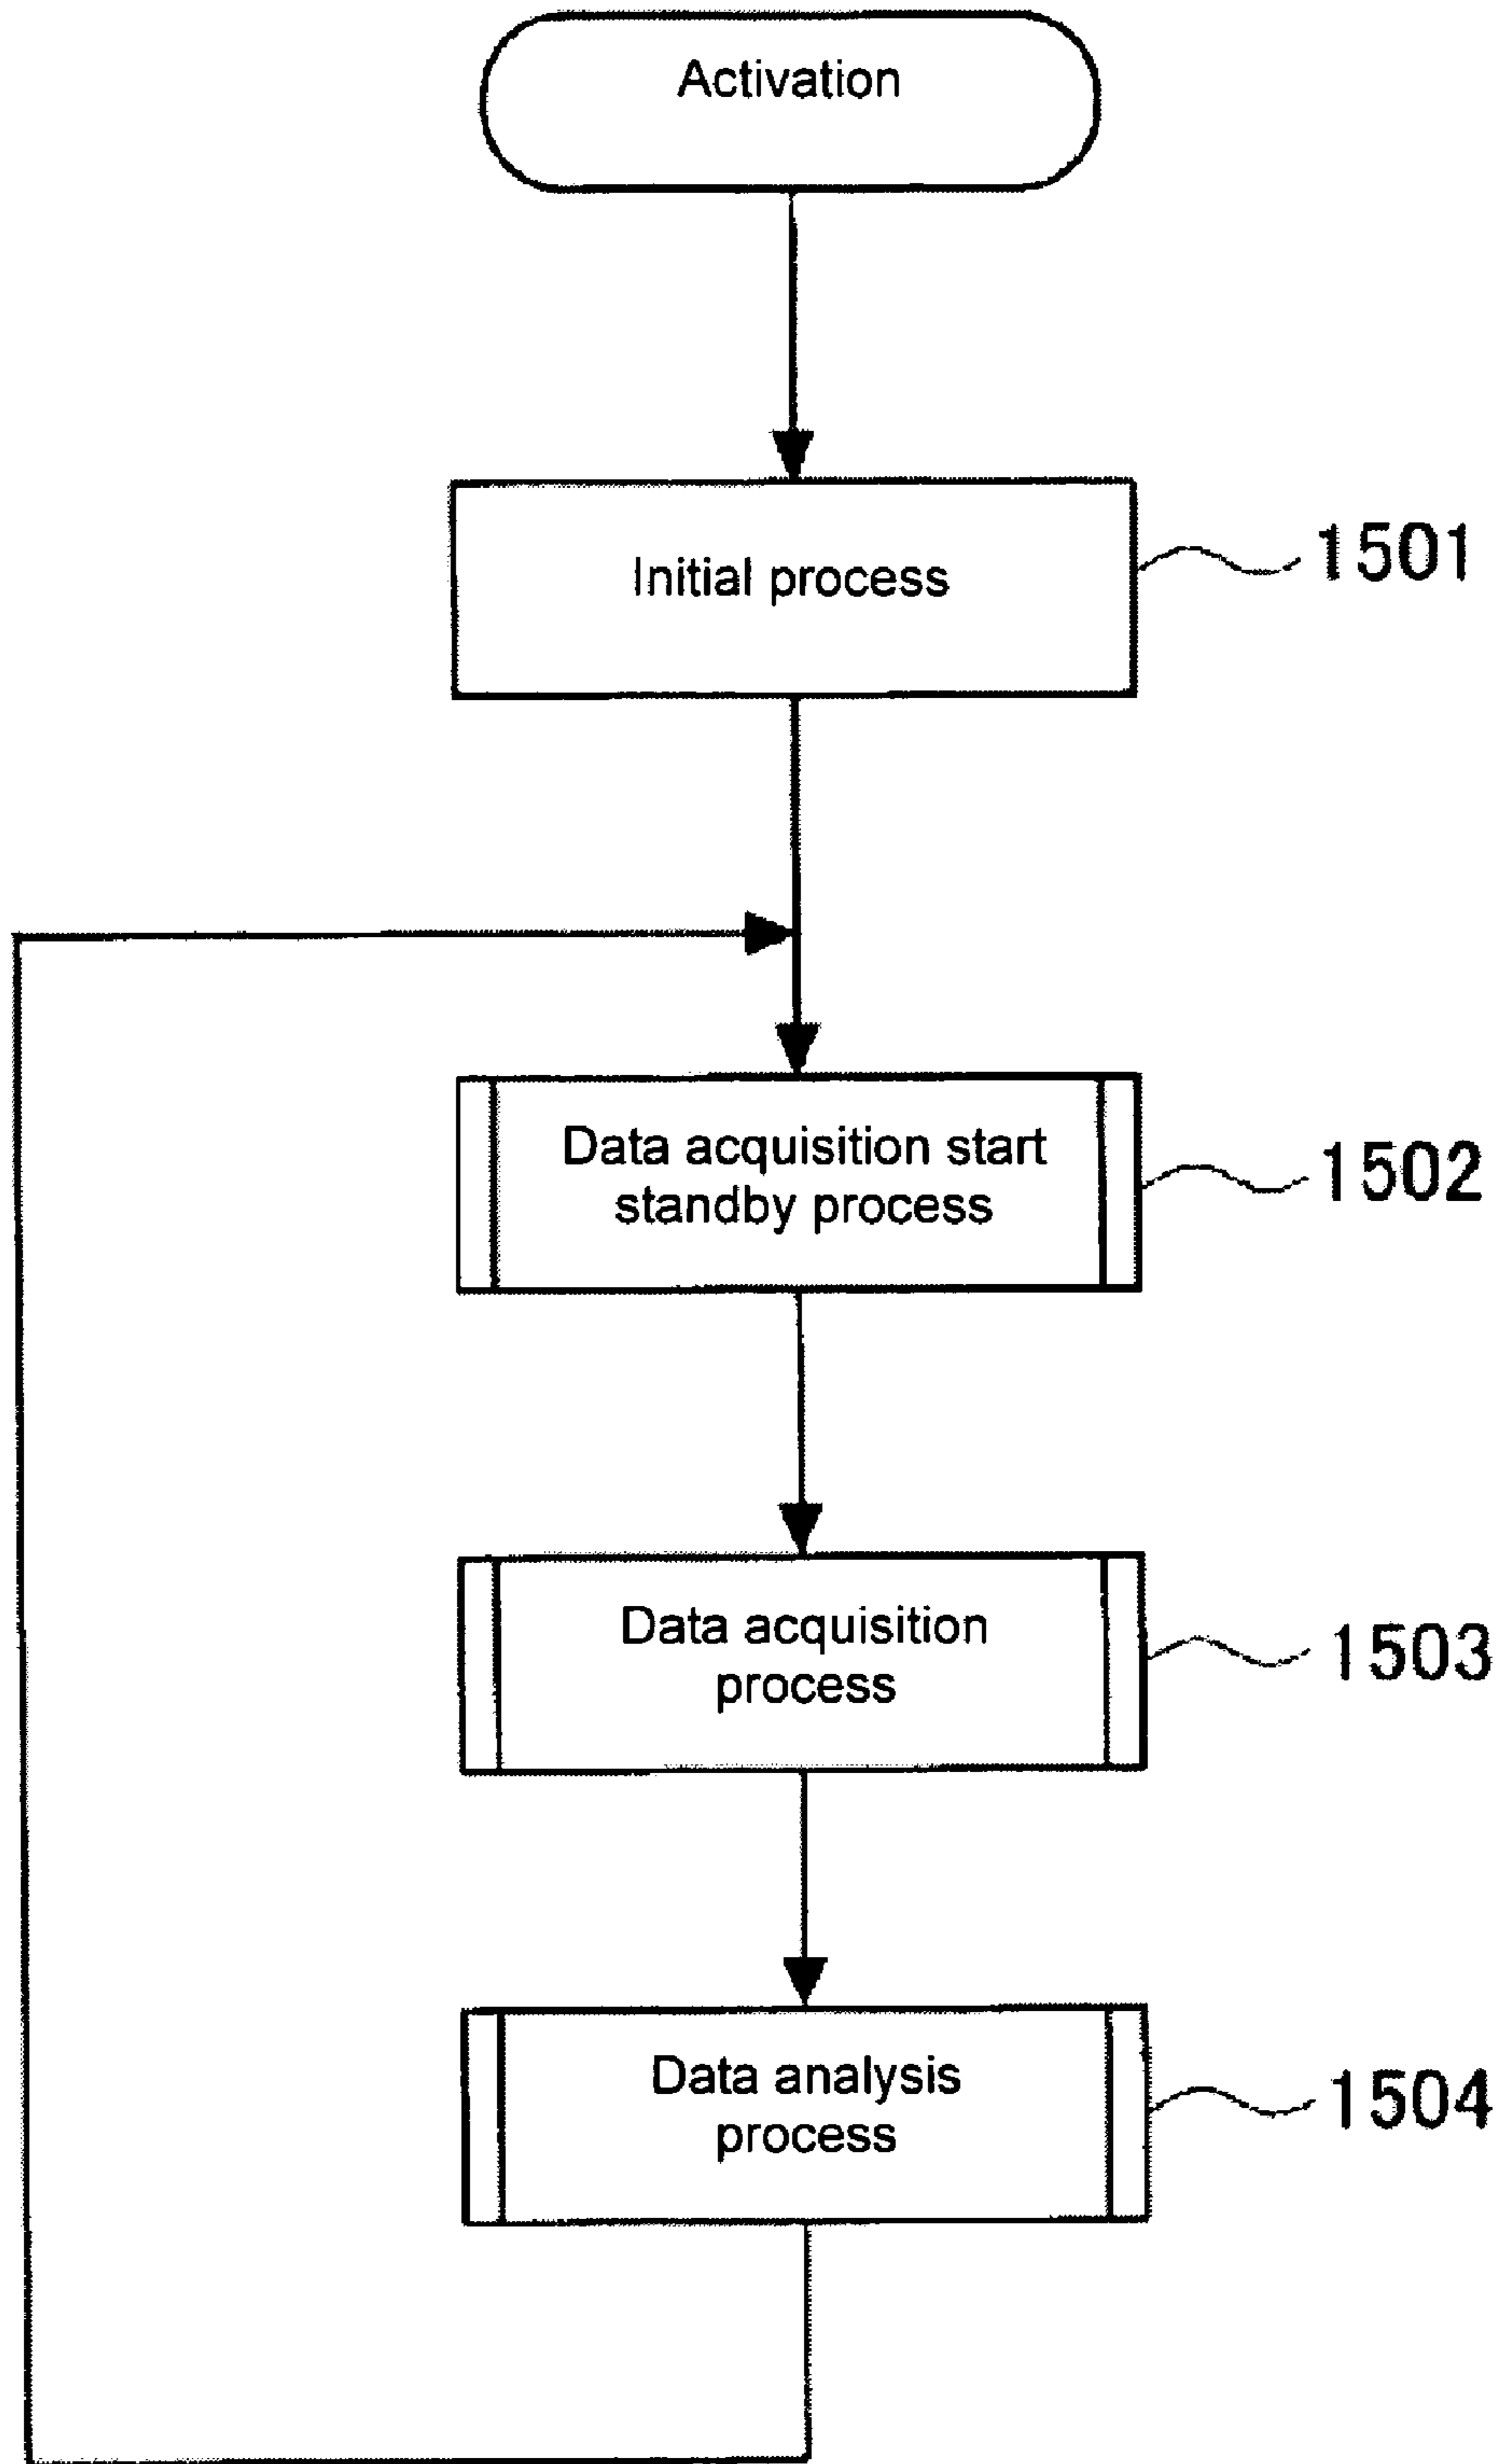 Activation
Initial process
1501
Data acquisition start
standby process
1502
Data acquisition
process
1503
Data analysis
process
1504